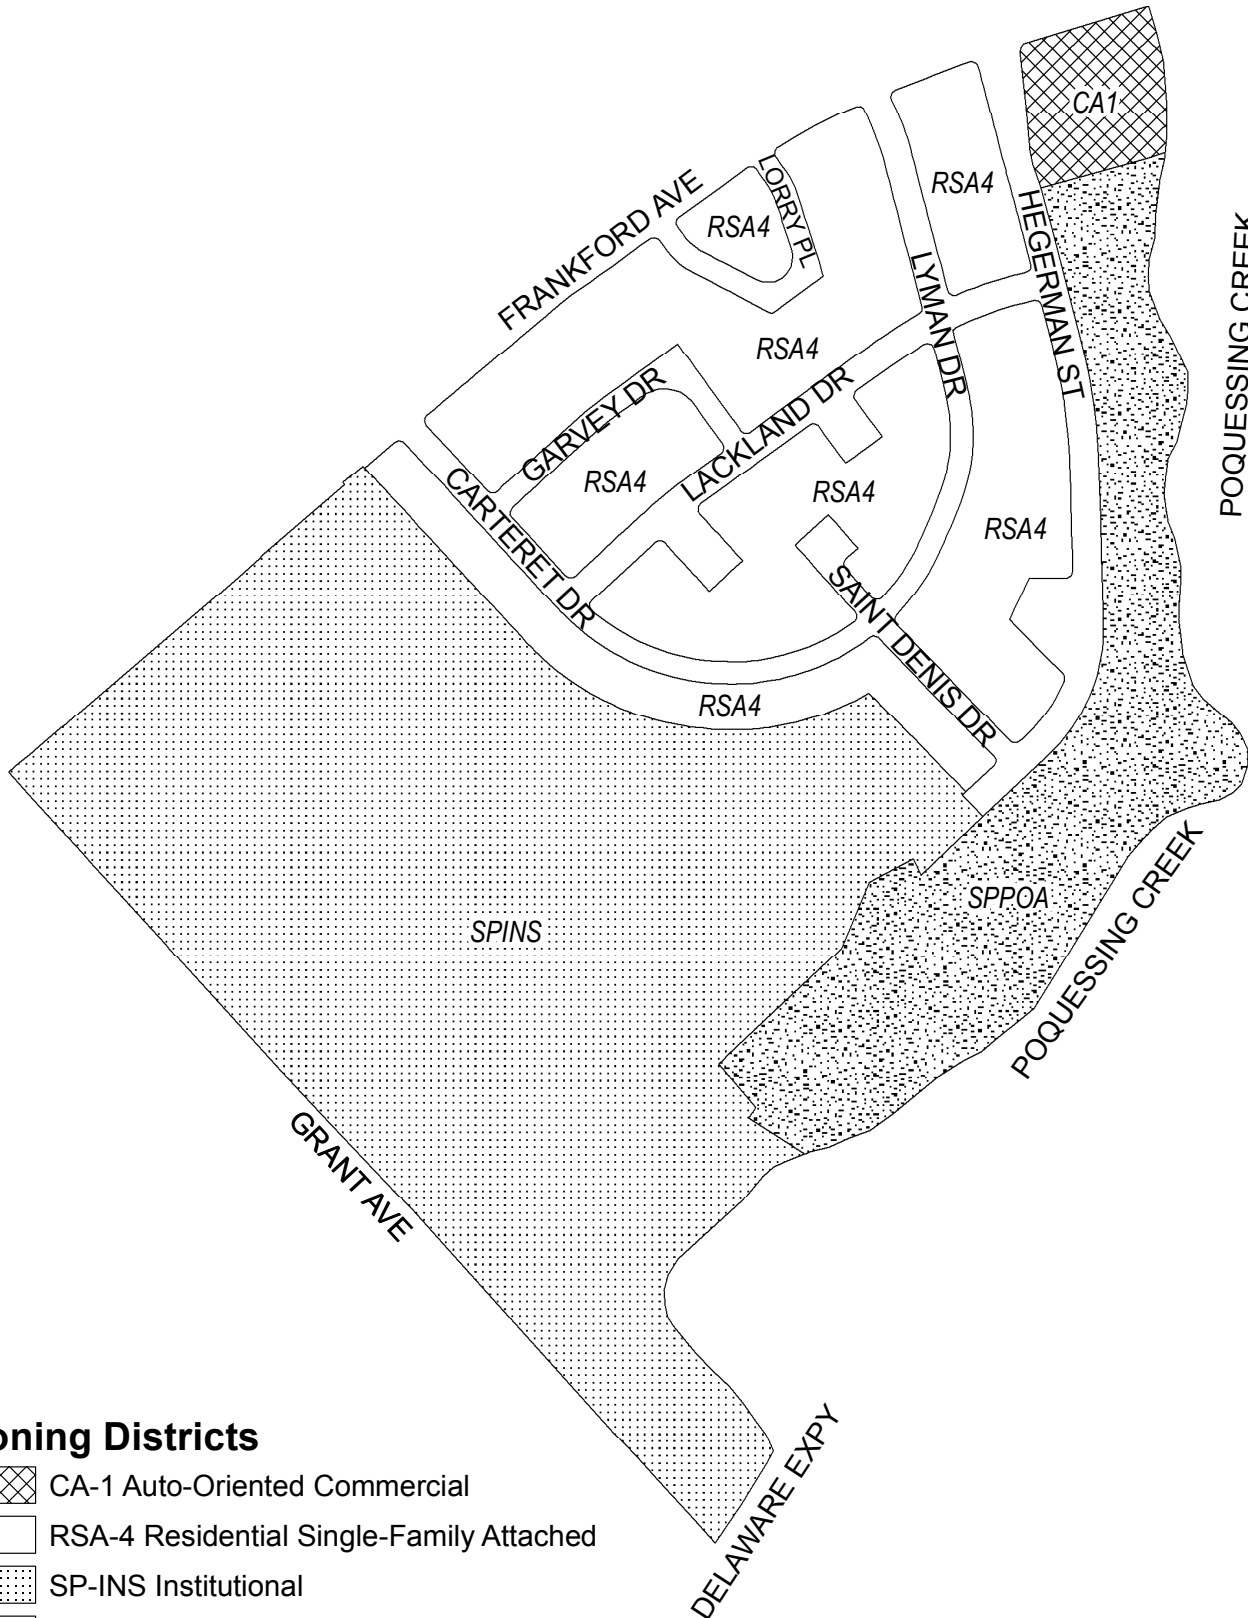 CA1
RSA4
LORRY PL
RSA4
FRANKFORD AVE
HEGERMAN ST
POQUESSING CREEK
LYMAN DR
RSA4
GARVEY DR
LACKLAND DR
RSA4
RSA4
CARTERET DR
RSA4
SAINT DENIS DR
RSA4
SPPOA
SPINS
POQUESSING CREEK
GRANT AVE
DELAWARE EXPY
oning Districts
CA-1 Auto-Oriented Commercial
RSA-4 Residential Single-Family Attached
SP-INS Institutional